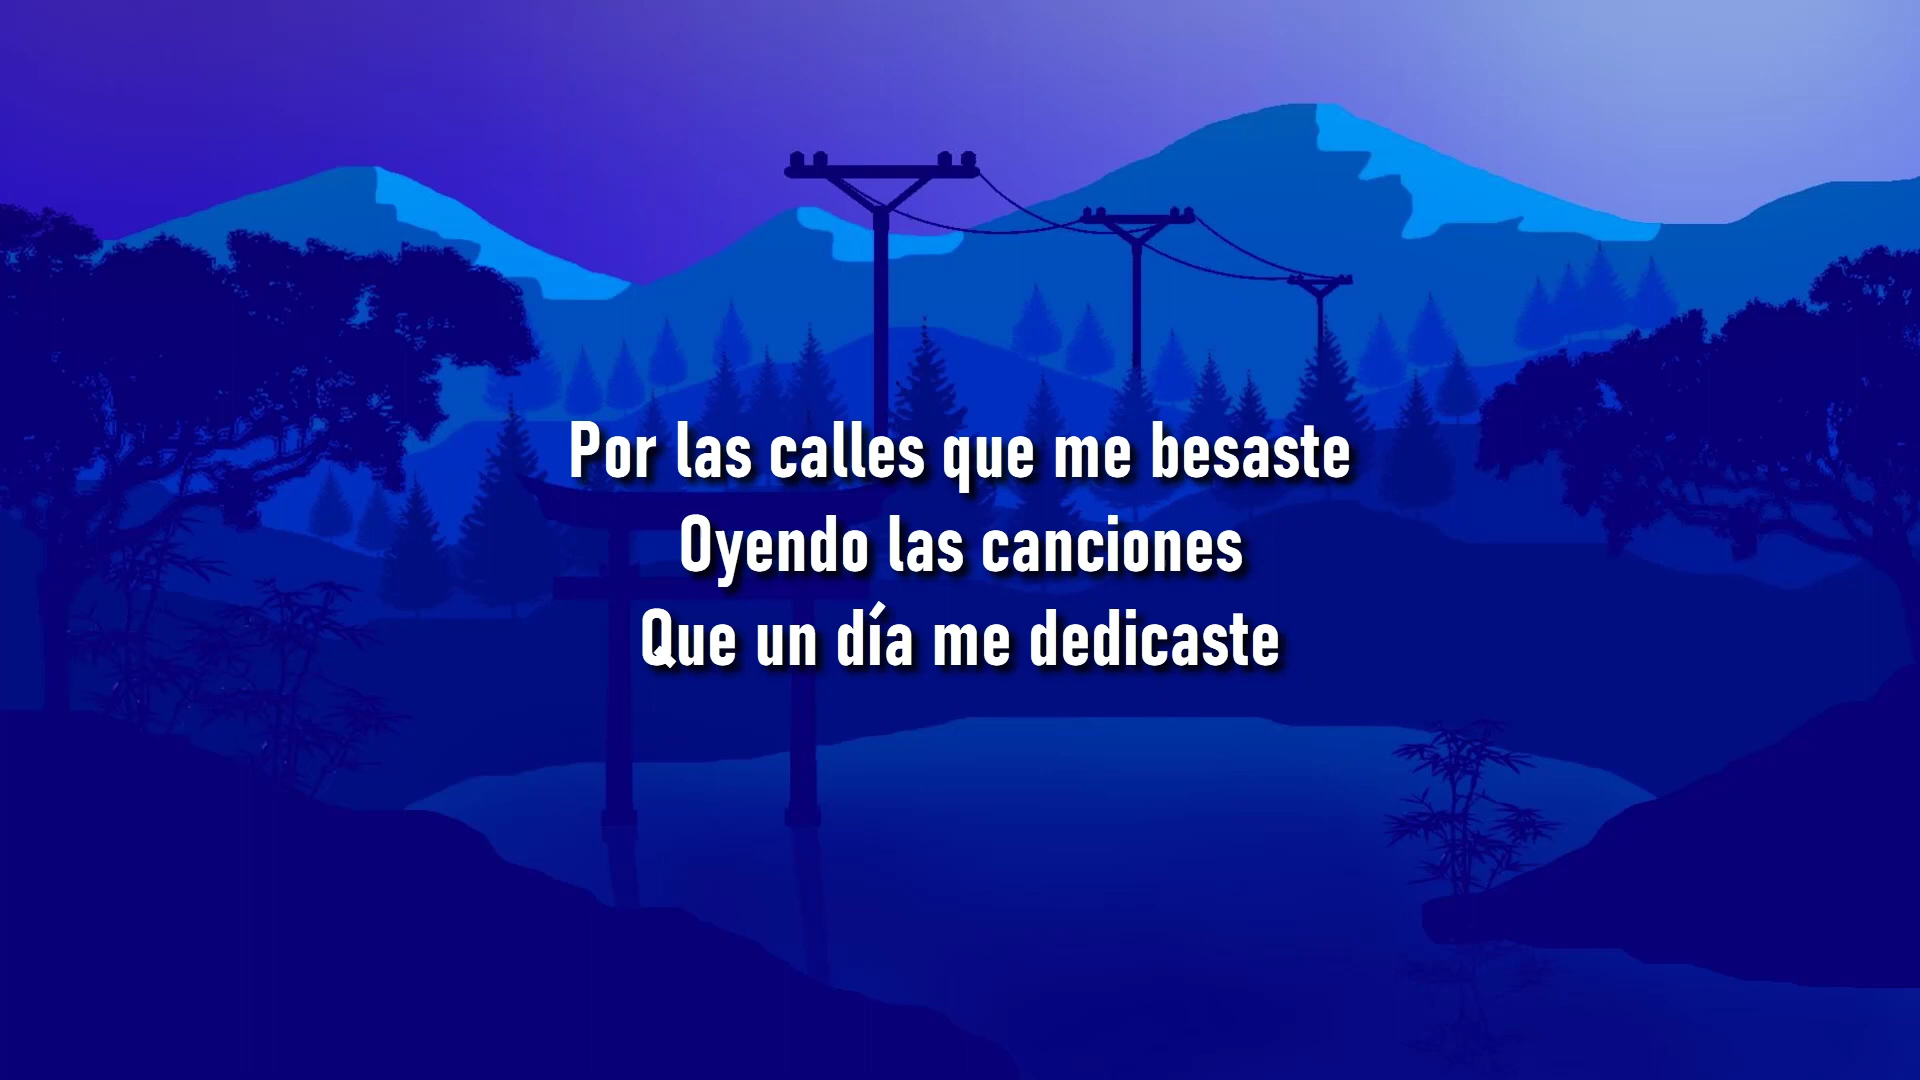 Por las calles que me besaste
Oyendo las canciones
Que un día me dedicaste